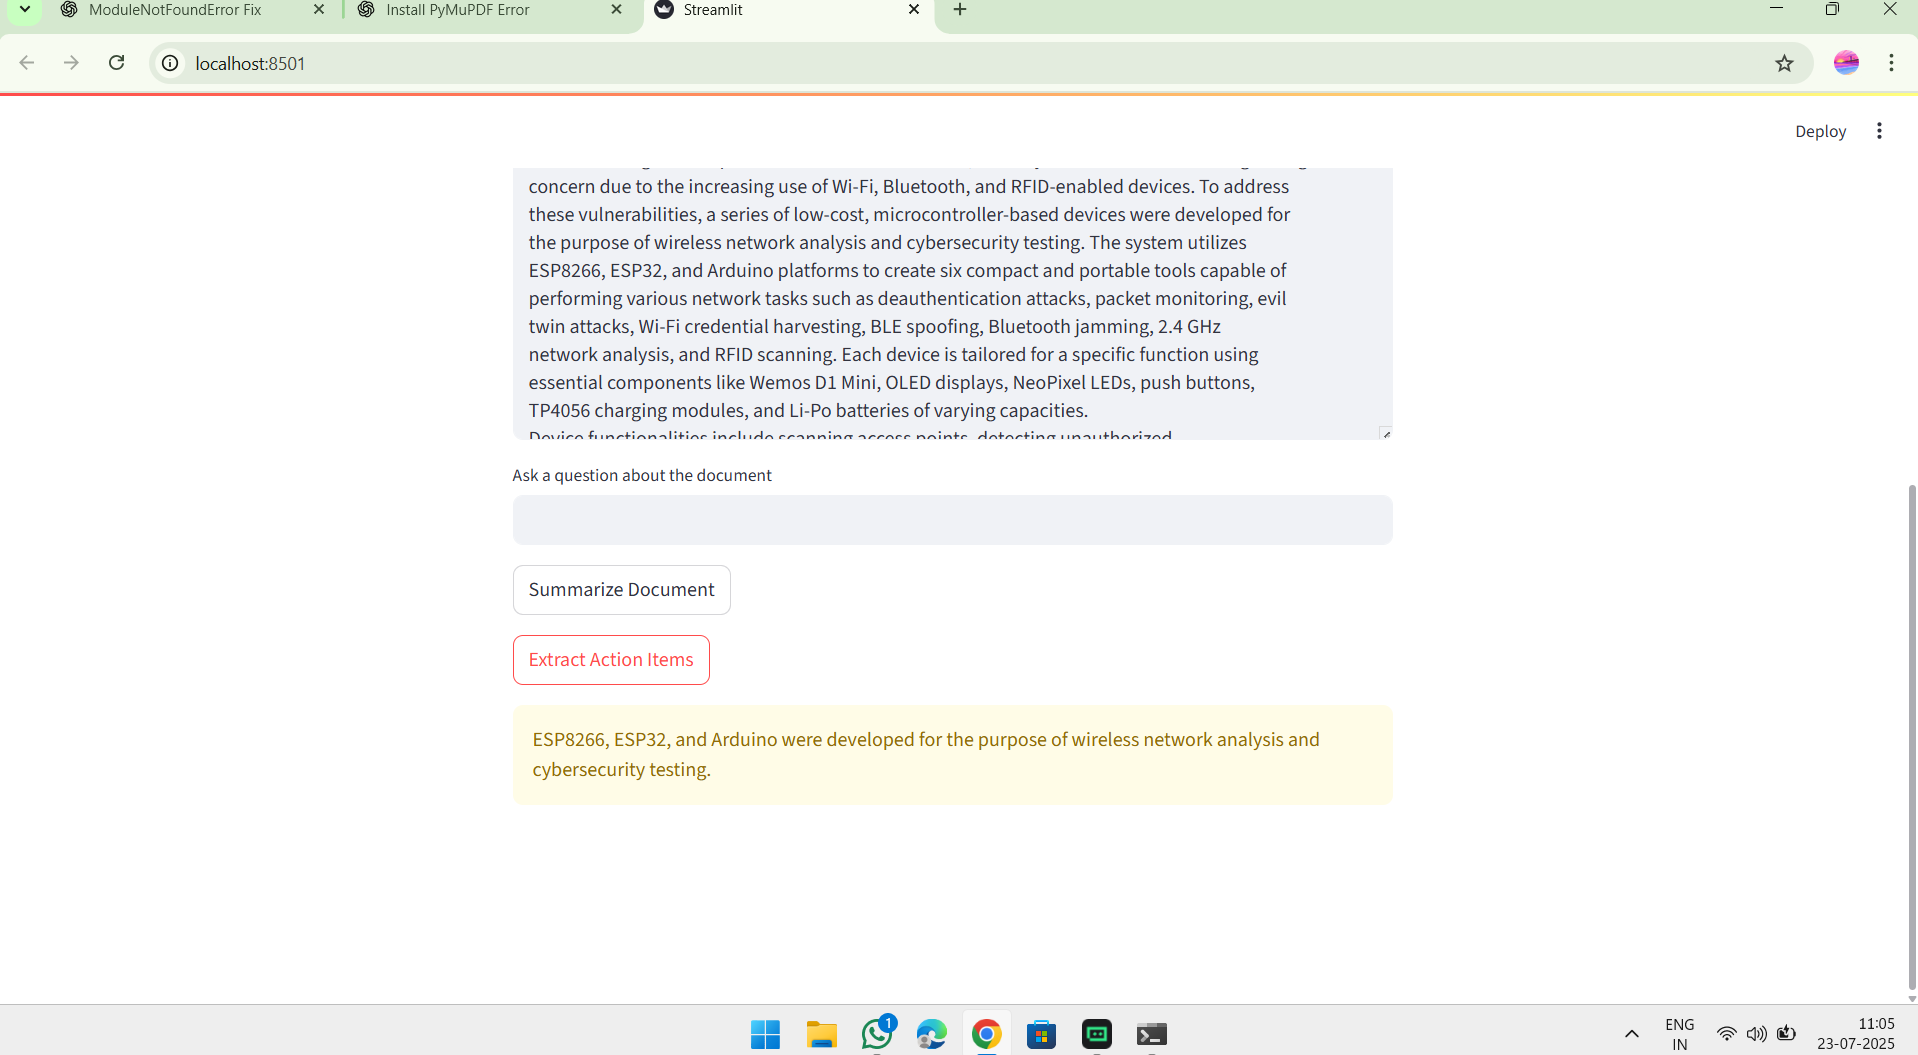 ModuleNotFoundError Fix
Install PyMuPDF Error
Streamlit
localhost:8501
Deploy
concern due to the increasing use of Wi-Fi, Bluetooth, and RFID-enabled devices. To address
these vulnerabilities, a series of low-cost, microcontroller-based devices were developed for
the purpose of wireless network analysis and cybersecurity testing. The system utilizes
ESP8266, ESP32, and Arduino platforms to create six compact and portable tools capable of
performing various network tasks such as deauthentication attacks, packet monitoring, evil
twin attacks, Wi-Fi credential harvesting, BLE spoofing, Bluetooth jamming, 2.4 GHz
network analysis, and RFID scanning. Each device is tailored for a specific function using
essential components like Wemos D1 Mini, OLED displays, NeoPixel LEDs, push buttons,
TP4056 charging modules, and Li-Po batteries of varying capacities.
Device functionalities include scanning access points, detecting unauthorized
Ask a question about the document
Summarize Document
Extract Action Items
ESP8266, ESP32, and Arduino were developed for the purpose of wireless network analysis and
cybersecurity testing.
1
ENG
IN
11:05
23-07-2025